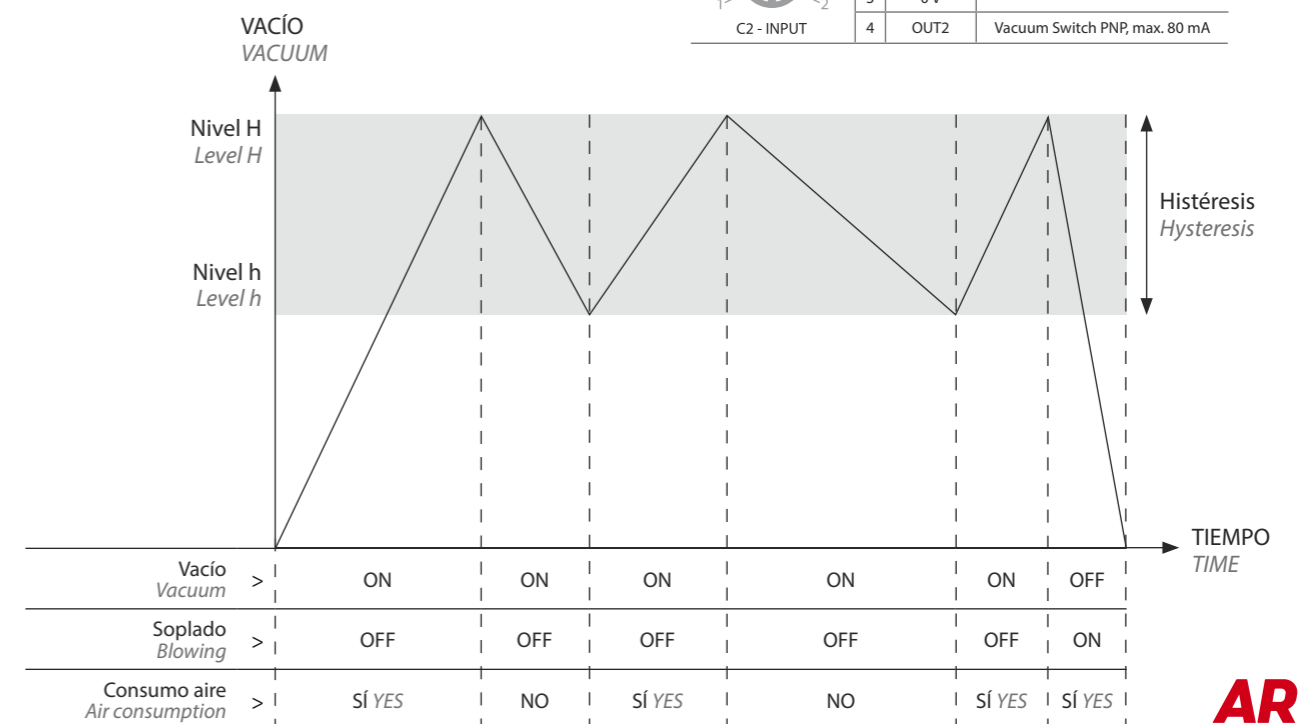 1> <2
C2 - INPUT
4 OUT2 Vacuum Switch PNP, max. 80 mA
VACÍO
VACUUM
Nivel H
Level H
Histéresis
Hysteresis
Nivel h
Level h
TIEMPO
TIME
Vacío
Vacuum
> ON ON ON ON ON OFF
Soplado
Blowing
> OFF OFF OFF OFF OFF ON
Consumo aire
Air consumption
> SÍ YES NO SÍ YES NO SÍ YES SÍ YES
AR